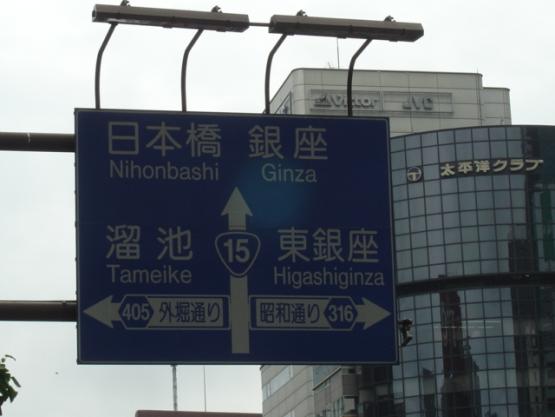 Victor JVC
太平洋クラブ
日本橋 銀座
Nihonbashi Ginza
溜池 15 東銀座
Tameike Higashiginza
405 外堀通り 昭和通り 316